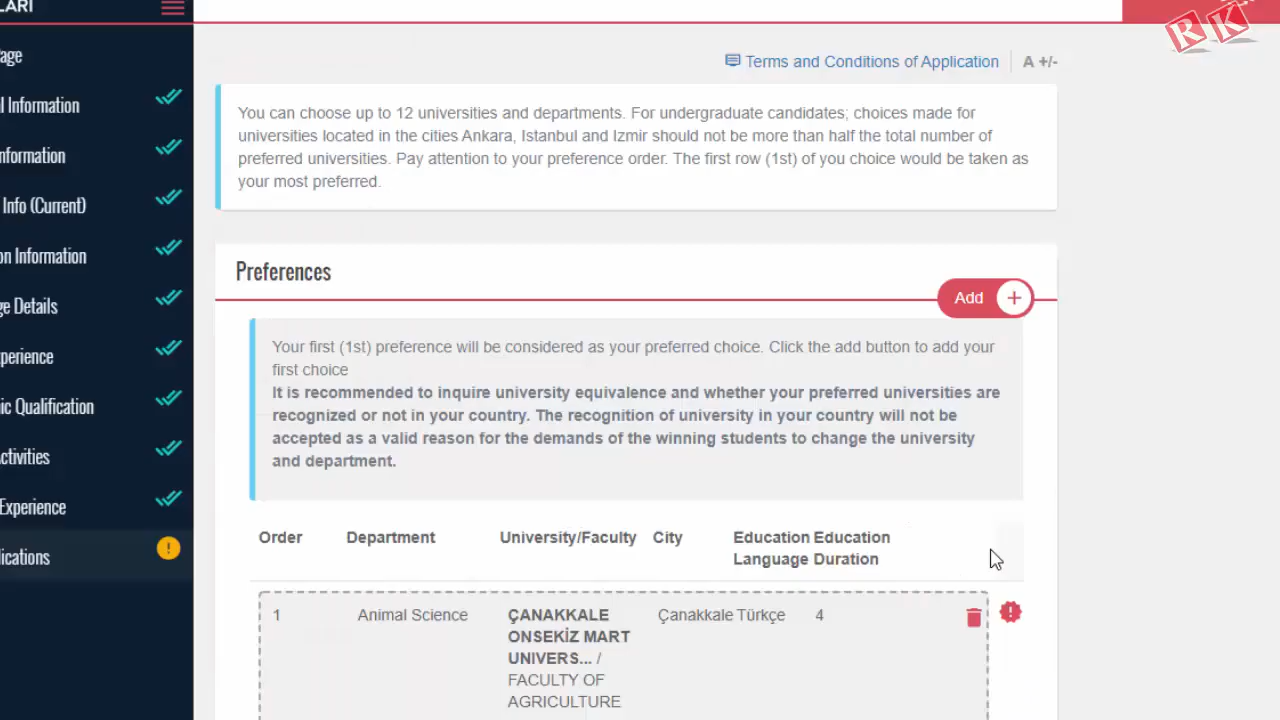 LARI
RK
age
l Information
nformation
Info (Current)
on Information
ge Details
xperience
ic Qualification
ctivities
Experience
lications
Terms and Conditions of Application
A +/-
You can choose up to 12 universities and departments. For undergraduate candidates; choices made for
universities located in the cities Ankara, Istanbul and Izmir should not be more than half the total number of
preferred universities. Pay attention to your preference order. The first row (1st) of you choice would be taken as
your most preferred.
Preferences
Add +
Your first (1st) preference will be considered as your preferred choice. Click the add button to add your
first choice
It is recommended to inquire university equivalence and whether your preferred universities are
recognized or not in your country. The recognition of university in your country will not be
accepted as a valid reason for the demands of the winning students to change the university
and department.
Order Department University/Faculty City Education Education
Language Duration
1 Animal Science ÇANAKKALE Çanakkale Türkçe 4
ONSEKİZ MART
UNIVERS... /
FACULTY OF
AGRICULTURE